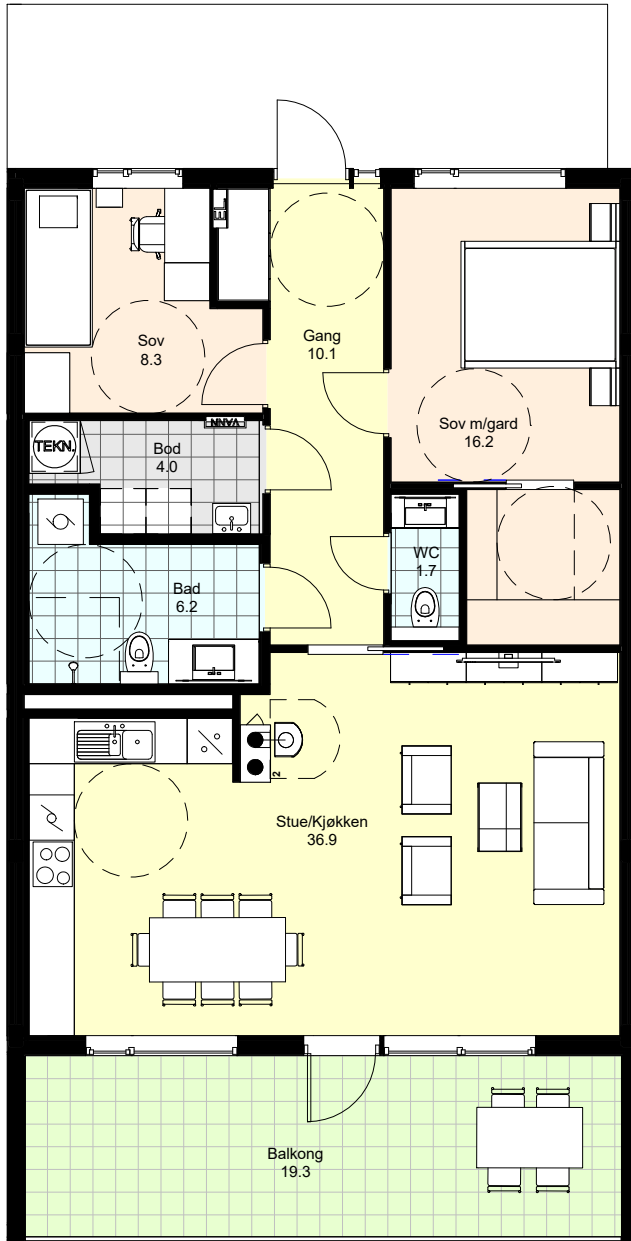 EL
Sov
8.3
Gang
10.1
Sov m/gard
16.2
VANN
TEKN.
Bod
4.0
WC
1.7
Bad
6.2
2
Stue/Kjøkken
36.9
Balkong
19.3